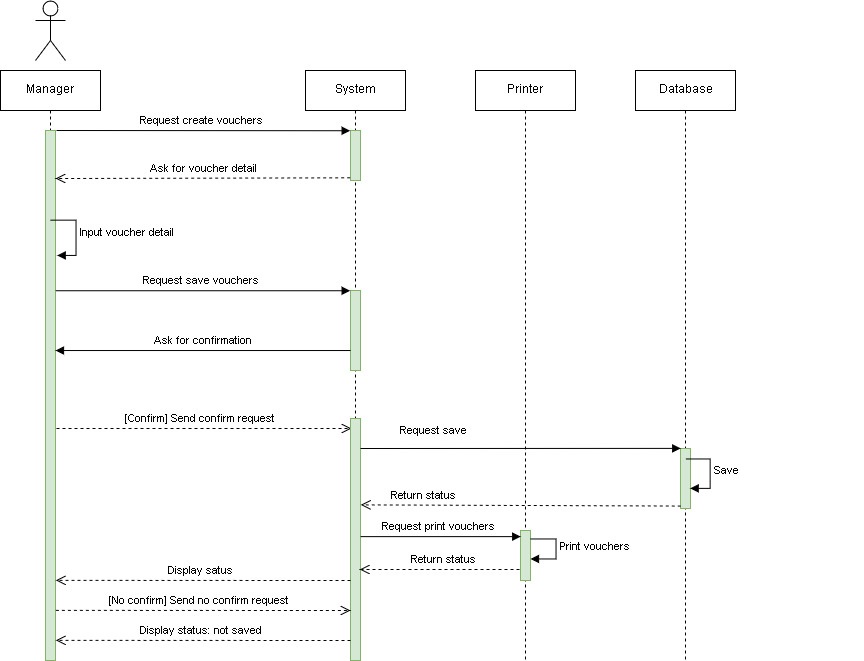 Manager
System
Printer
Database
Request create vouchers
Ask for voucher detail
Input voucher detail
Request save vouchers
Ask for confirmation
[Confirm] Send confirm request
Request save
Save
Return status
Request print vouchers
Print vouchers
Return status
Display satus
[No confirm] Send no confirm request
Display status: not saved